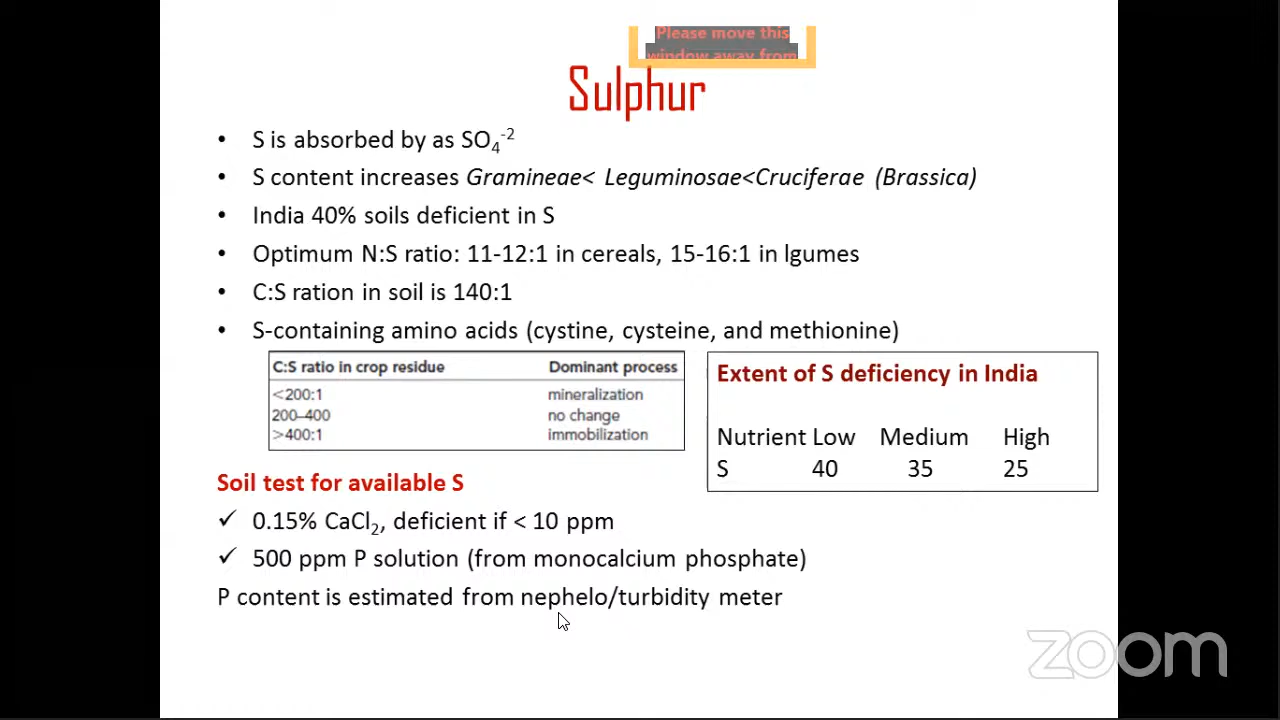 Please move this
window away from
Sulphur
• S is absorbed by as SO₄⁻²
• S content increases Gramineae< Leguminosae<Cruciferae (Brassica)
• India 40% soils deficient in S
• Optimum N:S ratio: 11-12:1 in cereals, 15-16:1 in lgumes
• C:S ration in soil is 140:1
• S-containing amino acids (cystine, cysteine, and methionine)
C:S ratio in crop residue Dominant process
<200:1 mineralization
200–400 no change
>400:1 immobilization
Extent of S deficiency in India
Nutrient Low Medium High
S 40 35 25
Soil test for available S
✓ 0.15% CaCl₂, deficient if < 10 ppm
✓ 500 ppm P solution (from monocalcium phosphate)
P content is estimated from nephelo/turbidity meter
zoom